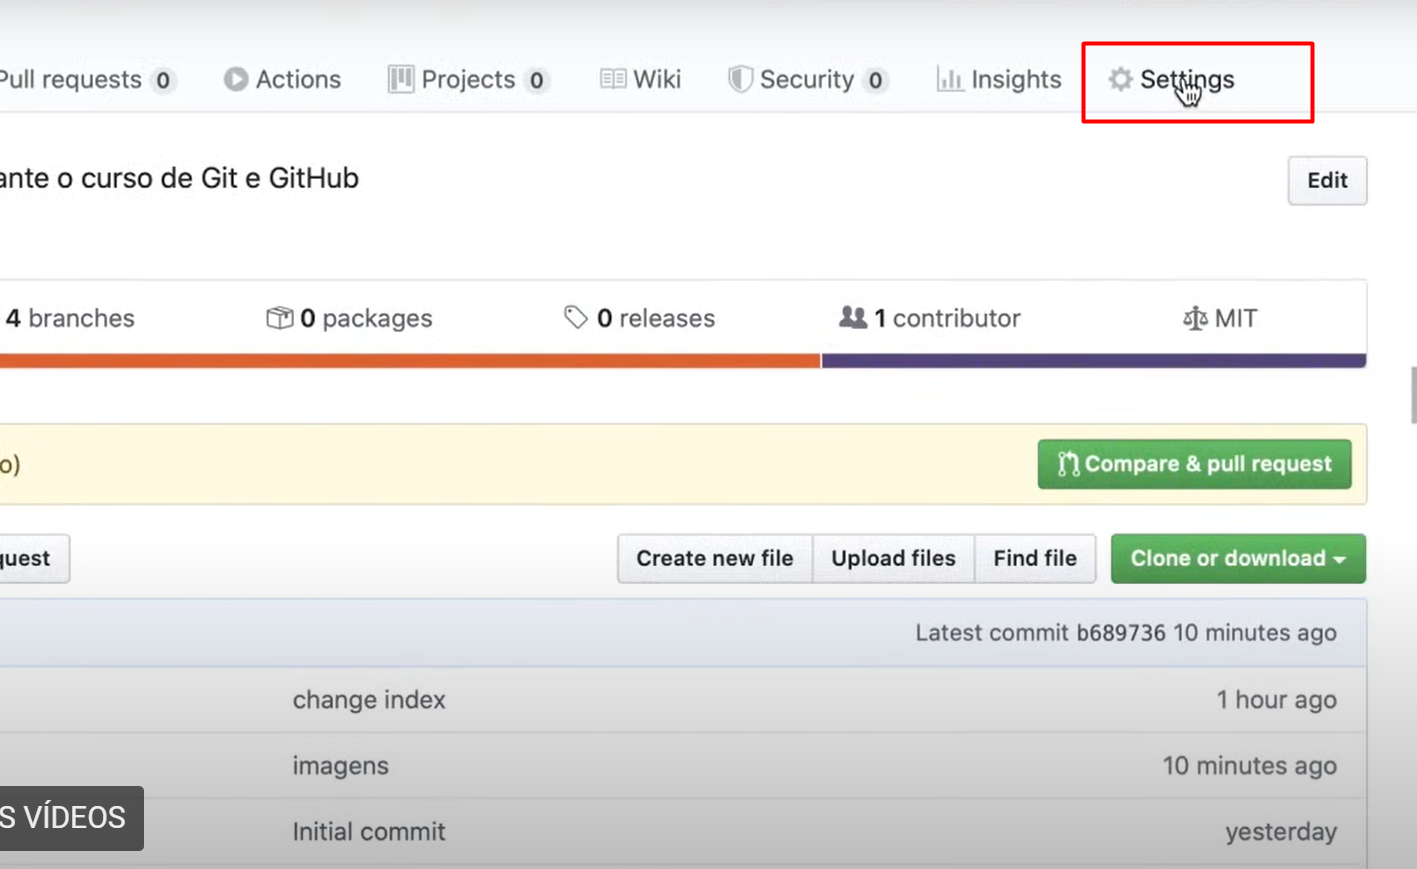 Pull requests 0 Actions Projects 0 Wiki Security 0 Insights Settings
ante o curso de Git e GitHub
Edit
4 branches 0 packages 0 releases 1 contributor MIT
o)
Compare & pull request
quest
Create new file Upload files Find file Clone or download
Latest commit b689736 10 minutes ago
change index 1 hour ago
imagens 10 minutes ago
S VÍDEOS
Initial commit yesterday